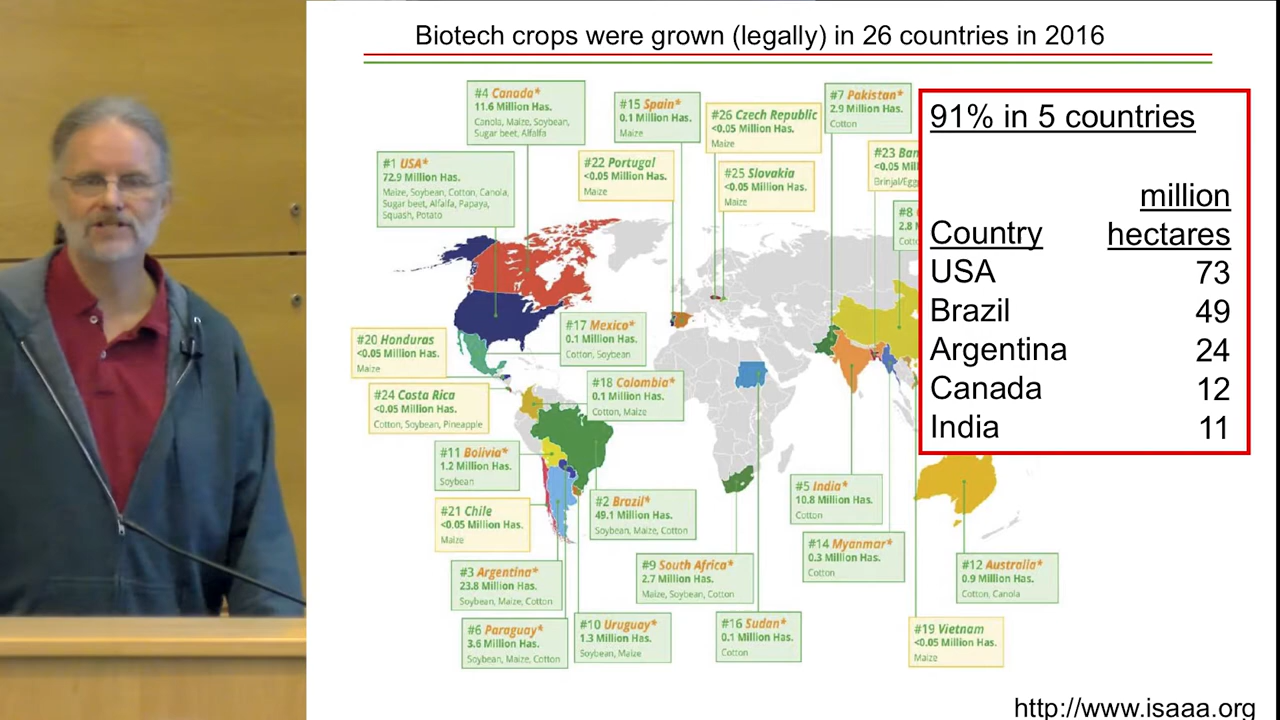 Biotech crops were grown (legally) in 26 countries in 2016
#4 Canada*
11.6 Million Has.
Canola, Maize, Soybean,
Sugar beet, Alfalfa
#15 Spain*
0.1 Million Has.
Maize
#26 Czech Republic
<0.05 Million Has.
Maize
#7 Pakistan*
2.9 Million Has.
Cotton
#1 USA*
72.9 Million Has.
Maize, Soybean, Cotton, Canola,
Sugar beet, Alfalfa, Papaya,
Squash, Potato
#22 Portugal
<0.05 Million Has.
Maize
#25 Slovakia
<0.05 Million Has.
Maize
#23 Ban
<0.05 Mil
Brinjal/Egg
#8
2.8
91% in 5 countries
million
Country hectares
USA 73
Brazil 49
Argentina 24
Canada 12
India 11
#20 Honduras
<0.05 Million Has.
Maize
#17 Mexico*
0.1 Million Has.
Cotton, Soybean
#24 Costa Rica
<0.05 Million Has.
Cotton, Soybean, Pineapple
#18 Colombia*
0.1 Million Has.
Cotton, Maize
#11 Bolivia*
1.2 Million Has.
Soybean
#2 Brazil*
49.1 Million Has.
Soybean, Maize, Cotton
#5 India*
10.8 Million Has.
Cotton
#21 Chile
<0.05 Million Has.
Maize
#14 Myanmar*
0.3 Million Has.
Cotton
#3 Argentina*
23.8 Million Has.
Soybean, Maize, Cotton
#9 South Africa*
2.7 Million Has.
Maize, Soybean, Cotton
#12 Australia*
0.9 Million Has.
Cotton, Canola
#6 Paraguay*
3.6 Million Has.
Soybean, Maize, Cotton
#10 Uruguay*
1.3 Million Has.
Soybean, Maize
#16 Sudan*
0.1 Million Has.
Cotton
#19 Vietnam
<0.05 Million Has.
Maize
http://www.isaaa.org